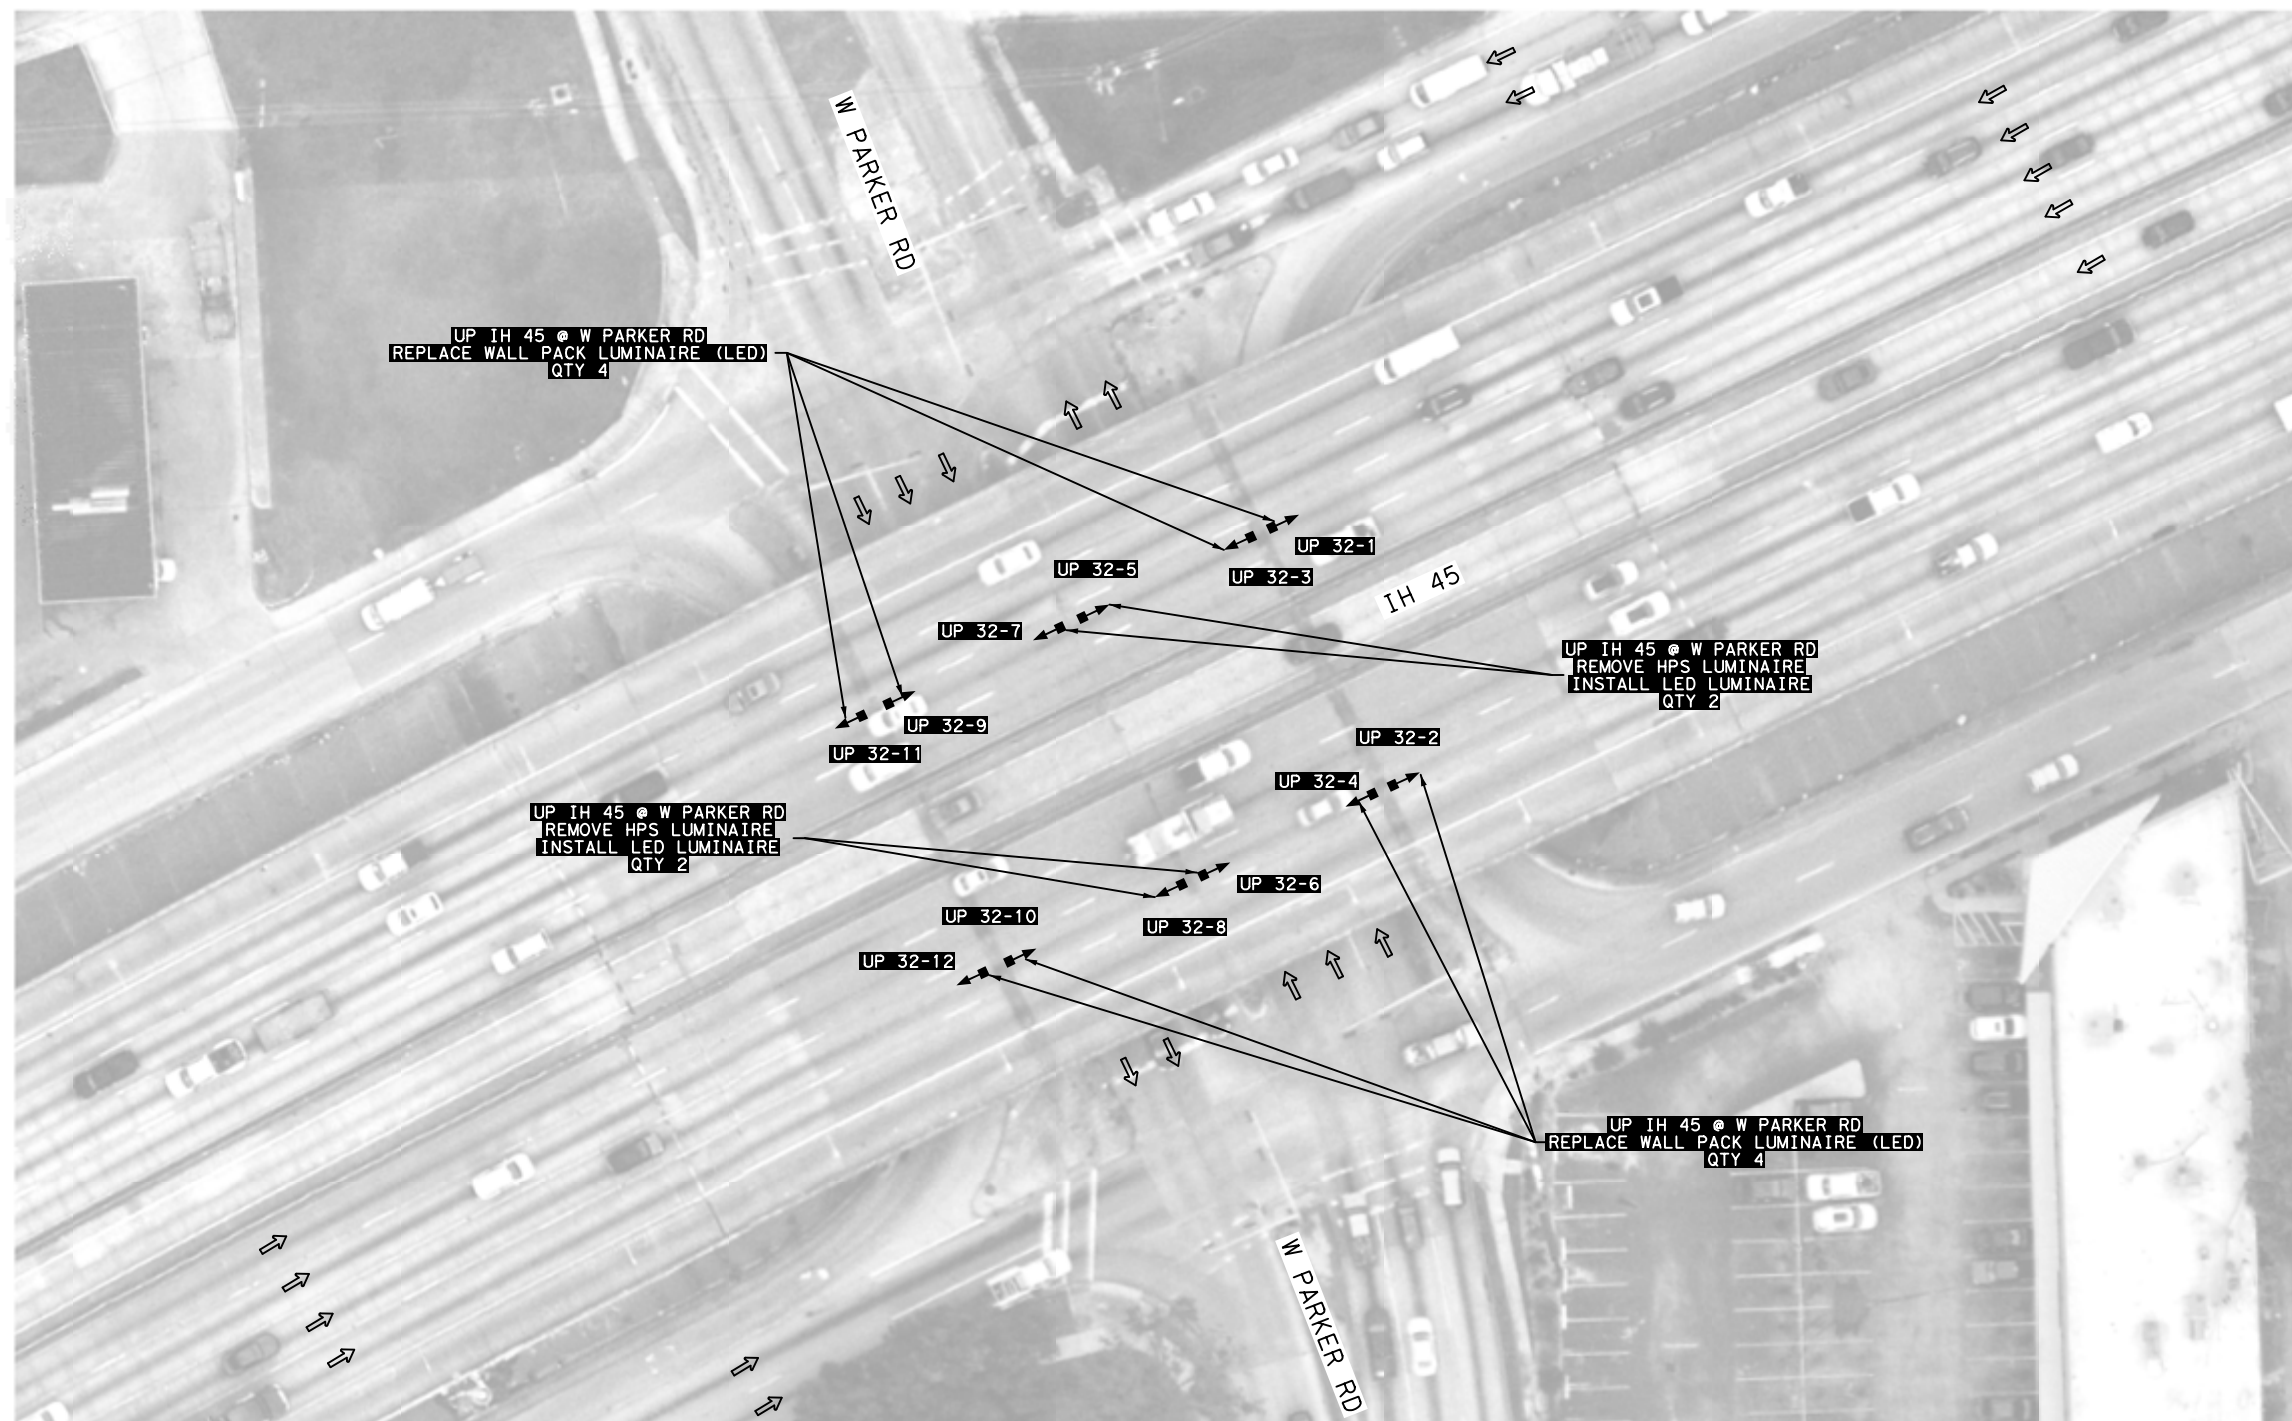 W PARKER RD
UP IH 45 @ W PARKER RD
REPLACE WALL PACK LUMINAIRE (LED)
QTY 4
UP 32-1
UP 32-3
UP 32-5
UP 32-7
IH 45
UP IH 45 @ W PARKER RD
REMOVE HPS LUMINAIRE
INSTALL LED LUMINAIRE
QTY 2
UP 32-9
UP 32-11
UP 32-2
UP 32-4
UP IH 45 @ W PARKER RD
REMOVE HPS LUMINAIRE
INSTALL LED LUMINAIRE
QTY 2
UP 32-6
UP 32-8
UP 32-10
UP 32-12
UP IH 45 @ W PARKER RD
REPLACE WALL PACK LUMINAIRE (LED)
QTY 4
W PARKER RD